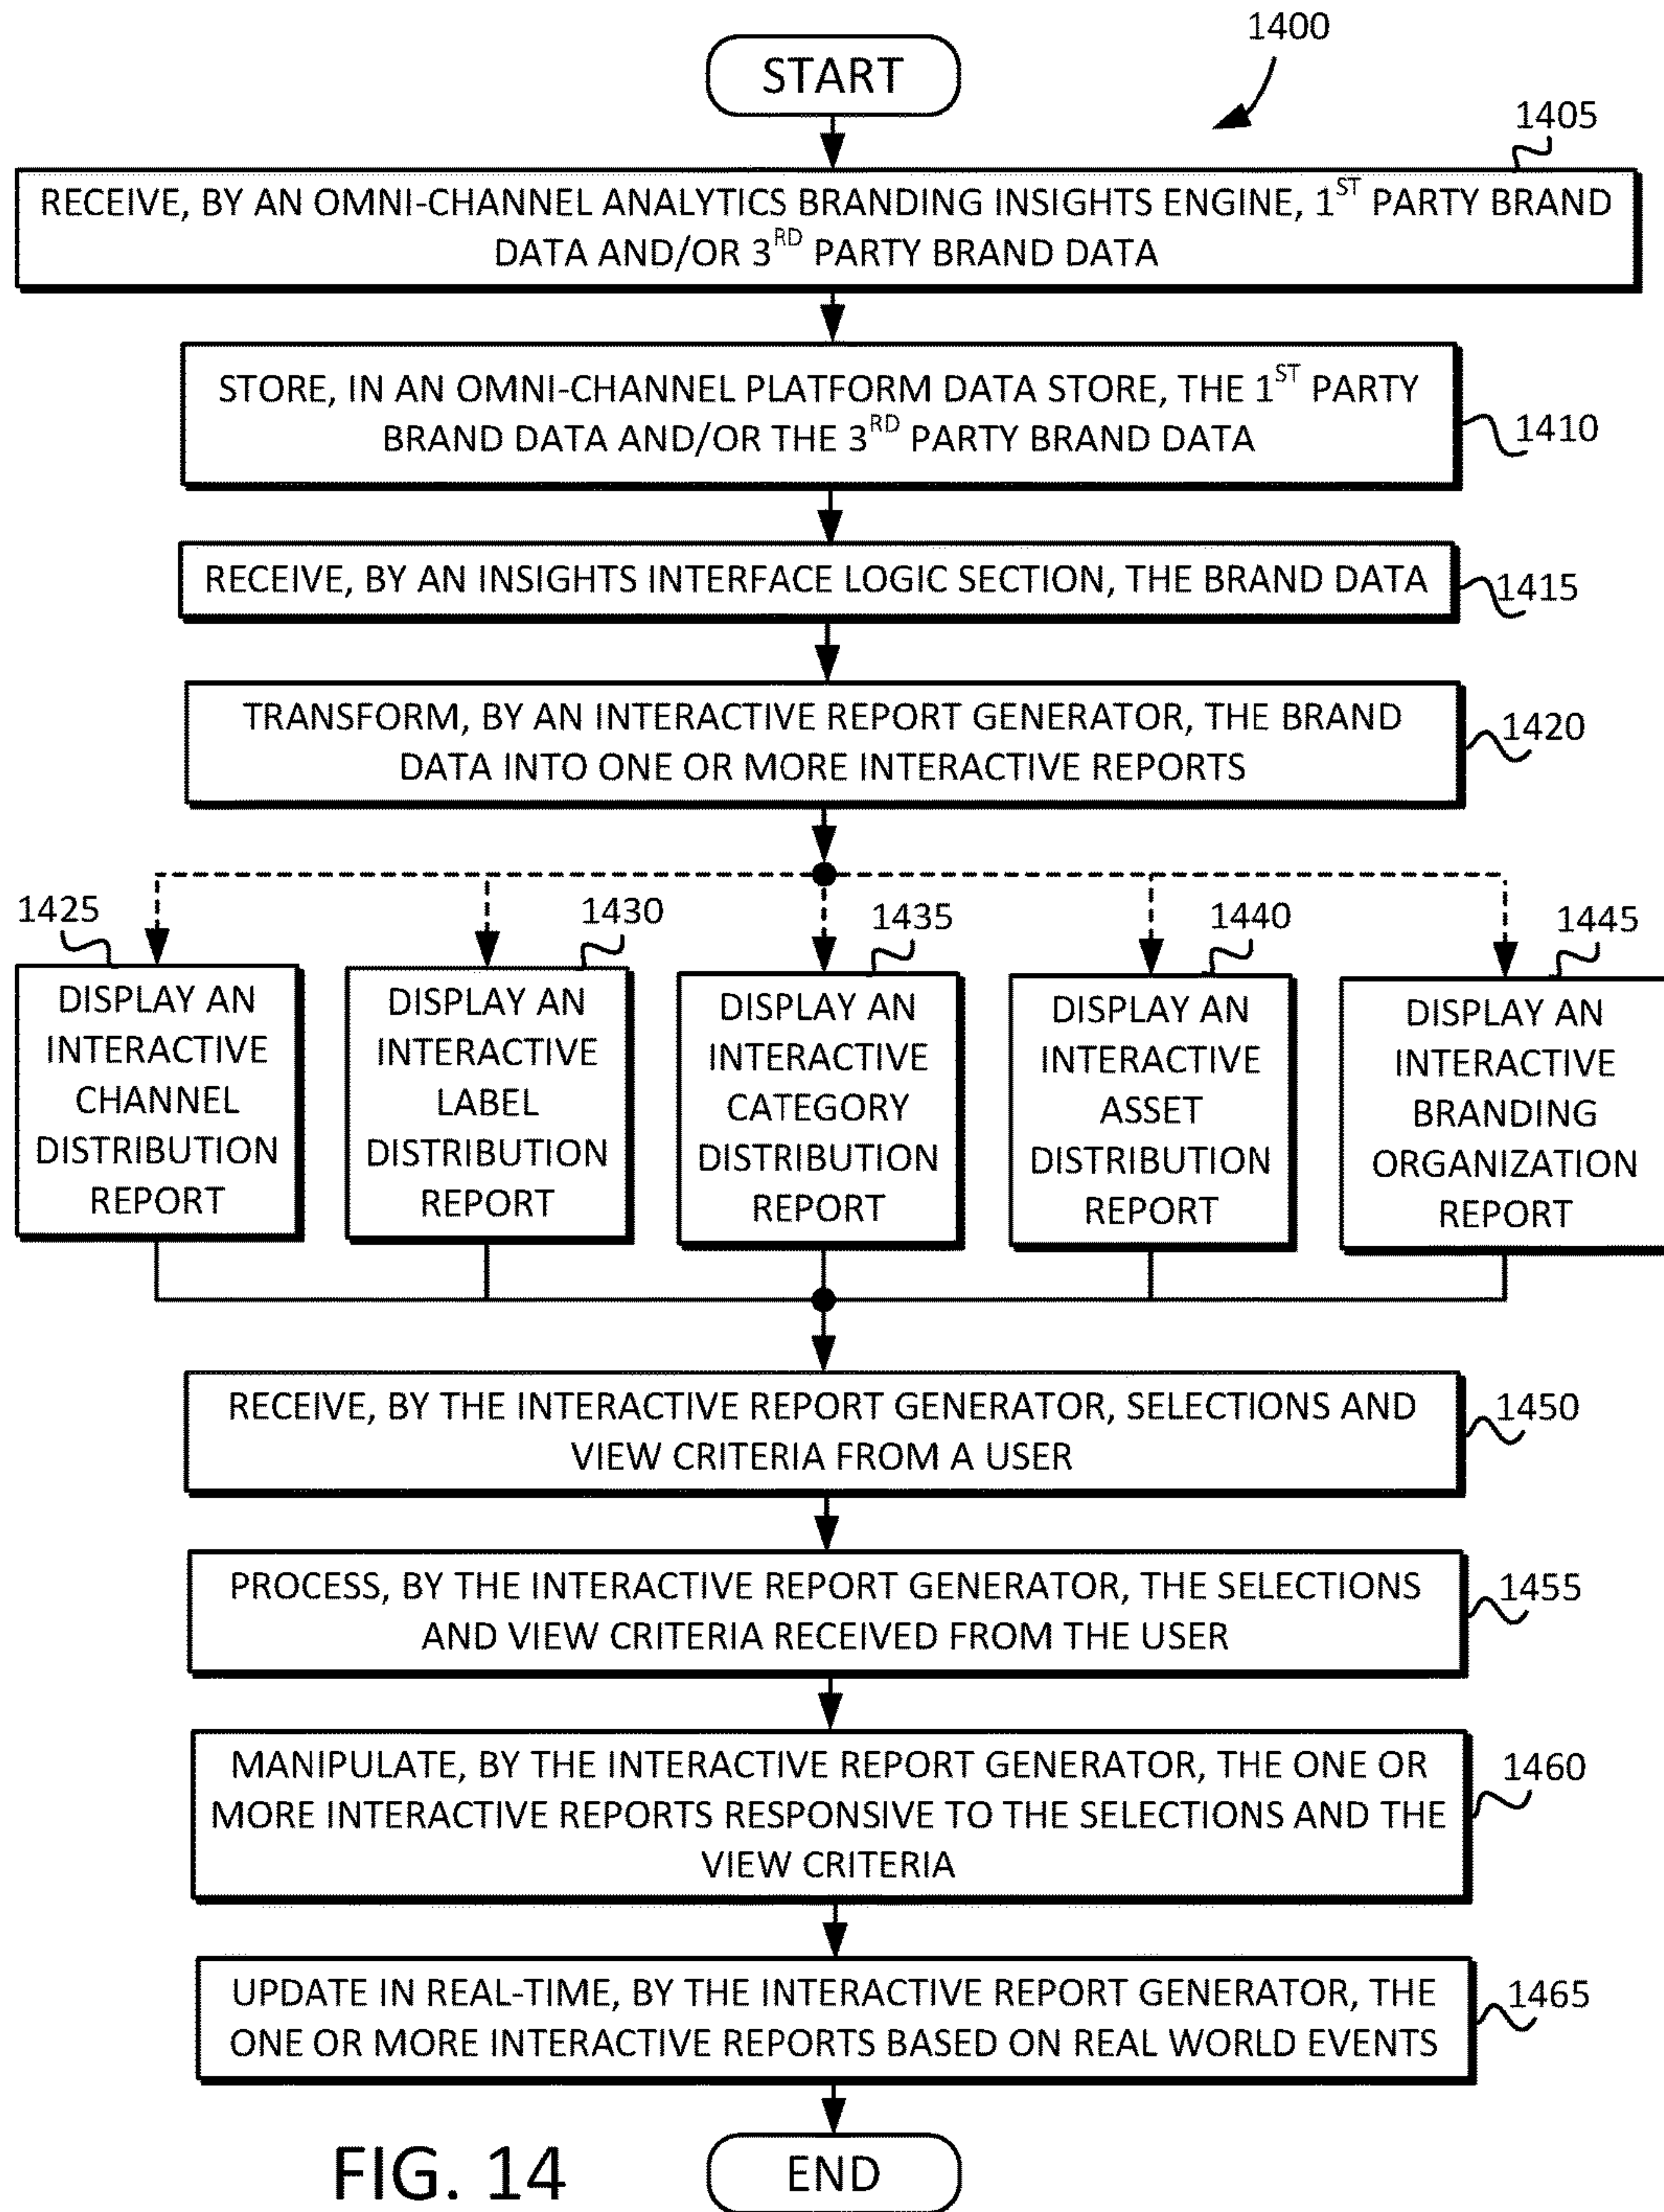 1400
START
1405
RECEIVE, BY AN OMNI-CHANNEL ANALYTICS BRANDING INSIGHTS ENGINE, 1ST PARTY BRAND
DATA AND/OR 3RD PARTY BRAND DATA
STORE, IN AN OMNI-CHANNEL PLATFORM DATA STORE, THE 1ST PARTY
BRAND DATA AND/OR THE 3RD PARTY BRAND DATA
1410
RECEIVE, BY AN INSIGHTS INTERFACE LOGIC SECTION, THE BRAND DATA
1415
TRANSFORM, BY AN INTERACTIVE REPORT GENERATOR, THE BRAND
DATA INTO ONE OR MORE INTERACTIVE REPORTS
1420
1425
DISPLAY AN
INTERACTIVE
CHANNEL
DISTRIBUTION
REPORT
1430
DISPLAY AN
INTERACTIVE
LABEL
DISTRIBUTION
REPORT
1435
DISPLAY AN
INTERACTIVE
CATEGORY
DISTRIBUTION
REPORT
1440
DISPLAY AN
INTERACTIVE
ASSET
DISTRIBUTION
REPORT
1445
DISPLAY AN
INTERACTIVE
BRANDING
ORGANIZATION
REPORT
RECEIVE, BY THE INTERACTIVE REPORT GENERATOR, SELECTIONS AND
VIEW CRITERIA FROM A USER
1450
PROCESS, BY THE INTERACTIVE REPORT GENERATOR, THE SELECTIONS
AND VIEW CRITERIA RECEIVED FROM THE USER
1455
MANIPULATE, BY THE INTERACTIVE REPORT GENERATOR, THE ONE OR
MORE INTERACTIVE REPORTS RESPONSIVE TO THE SELECTIONS AND THE
VIEW CRITERIA
1460
UPDATE IN REAL-TIME, BY THE INTERACTIVE REPORT GENERATOR, THE
ONE OR MORE INTERACTIVE REPORTS BASED ON REAL WORLD EVENTS
1465
END
FIG. 14